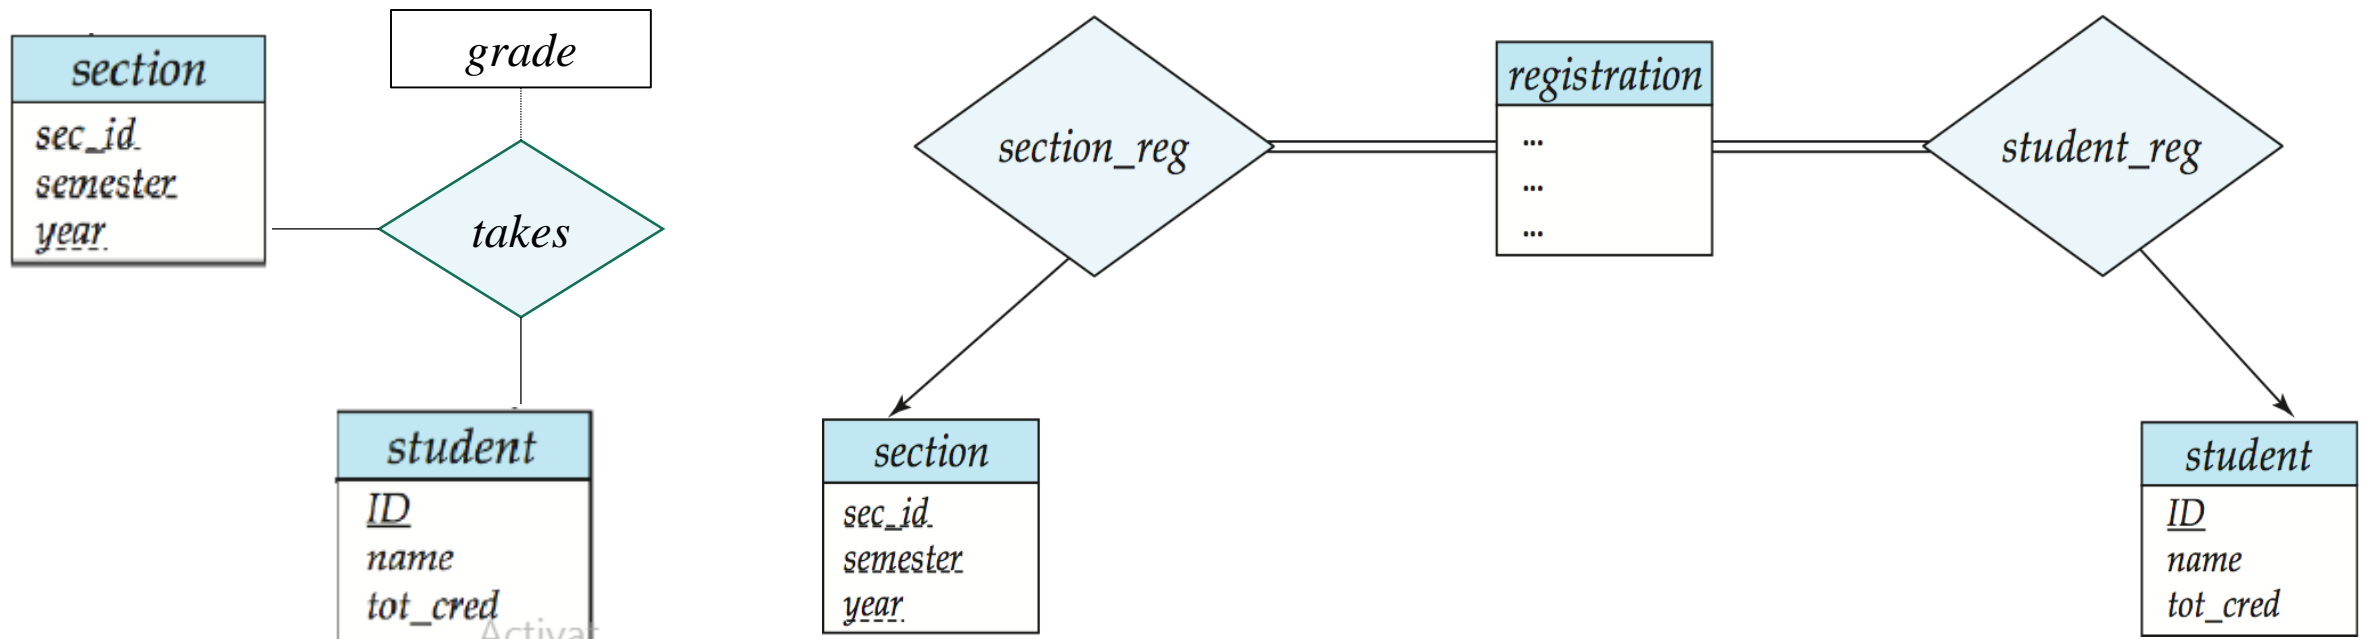 section
sec_id
semester
year
grade
takes
student
ID
name
tot_cred
section_reg
registration
...
...
...
student_reg
section
sec_id
semester
year
student
ID
name
tot_cred